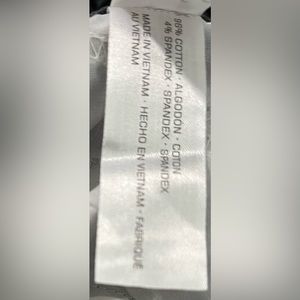 96% COTTON · ALGODÓN · COTON
4% SPANDEX · SPANDEX · SPANDEX
MADE IN VIETNAM · HECHO EN VIETNAM · FABRIQUÉ
AU VIETNAM